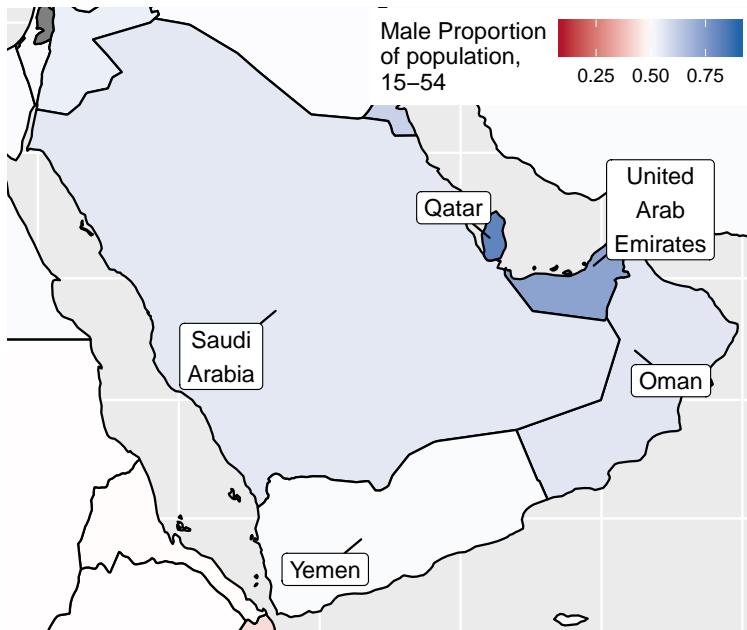 Male Proportion
of population,
15−54
0.25 0.50 0.75
United
Arab
Emirates
Qatar
Saudi
Arabia
Oman
Yemen